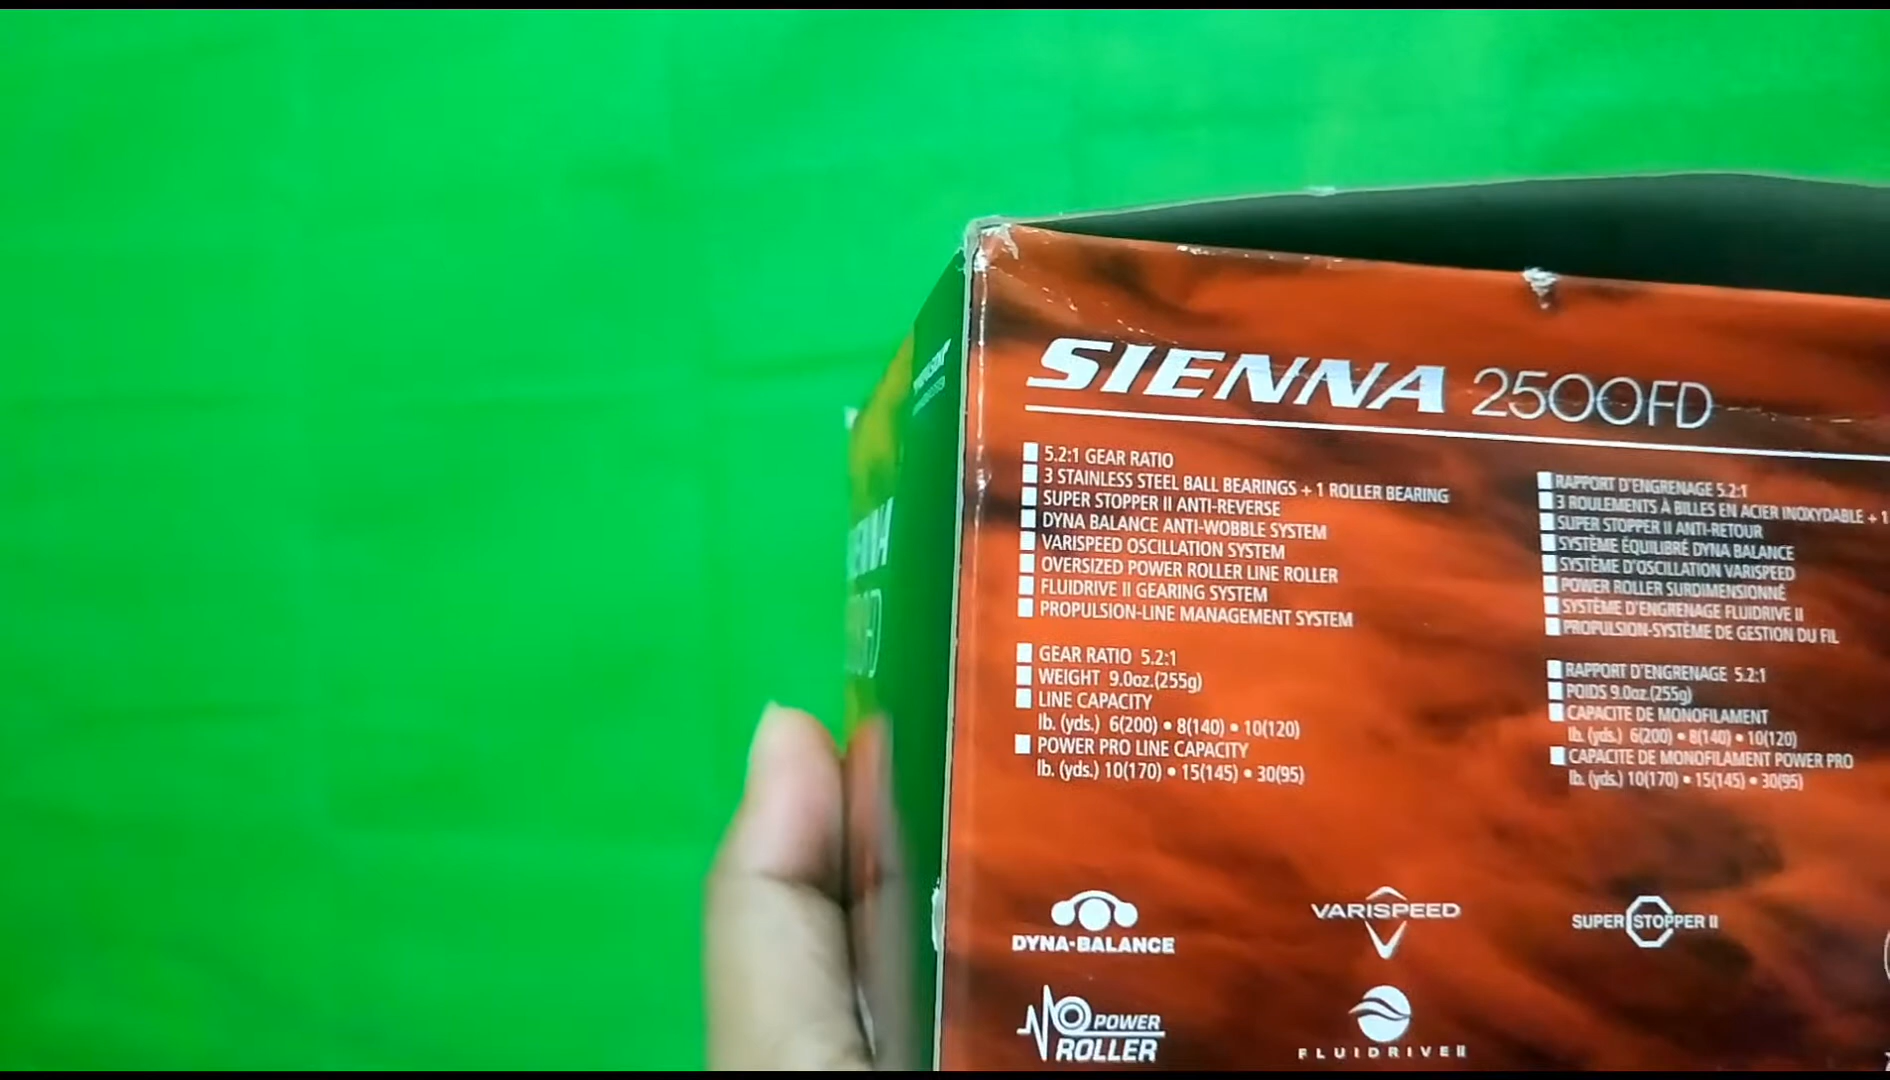 SIENNA 2500FD
5.2:1 GEAR RATIO
3 STAINLESS STEEL BALL BEARINGS + 1 ROLLER BEARING
SUPER STOPPER II ANTI-REVERSE
DYNA BALANCE ANTI-WOBBLE SYSTEM
VARISPEED OSCILLATION SYSTEM
OVERSIZED POWER ROLLER LINE ROLLER
FLUIDRIVE II GEARING SYSTEM
PROPULSION-LINE MANAGEMENT SYSTEM
GEAR RATIO 5.2:1
WEIGHT 9.0oz.(255g)
LINE CAPACITY
lb. (yds.) 6(200) • 8(140) • 10(120)
POWER PRO LINE CAPACITY
lb. (yds.) 10(170) • 15(145) • 30(95)
RAPPORT D'ENGRENAGE 5.2:1
3 ROULEMENTS À BILLES EN ACIER INOXYDABLE + 1
SUPER STOPPER II ANTI-RETOUR
SYSTÈME ÉQUILIBRÉ DYNA BALANCE
SYSTÈME D'OSCILLATION VARISPEED
POWER ROLLER SURDIMENSIONNÉ
SYSTÈME D'ENGRENAGE FLUIDRIVE II
PROPULSION-SYSTÈME DE GESTION DU FIL
RAPPORT D'ENGRENAGE 5.2:1
POIDS 9.0oz.(255g)
CAPACITE DE MONOFILAMENT
lb. (yds.) 6(200) • 8(140) • 10(120)
CAPACITE DE MONOFILAMENT POWER PRO
lb. (yds.) 10(170) • 15(145) • 30(95)
DYNA-BALANCE
VARISPEED
SUPER STOPPER II
POWER
ROLLER
FLUIDRIVE II